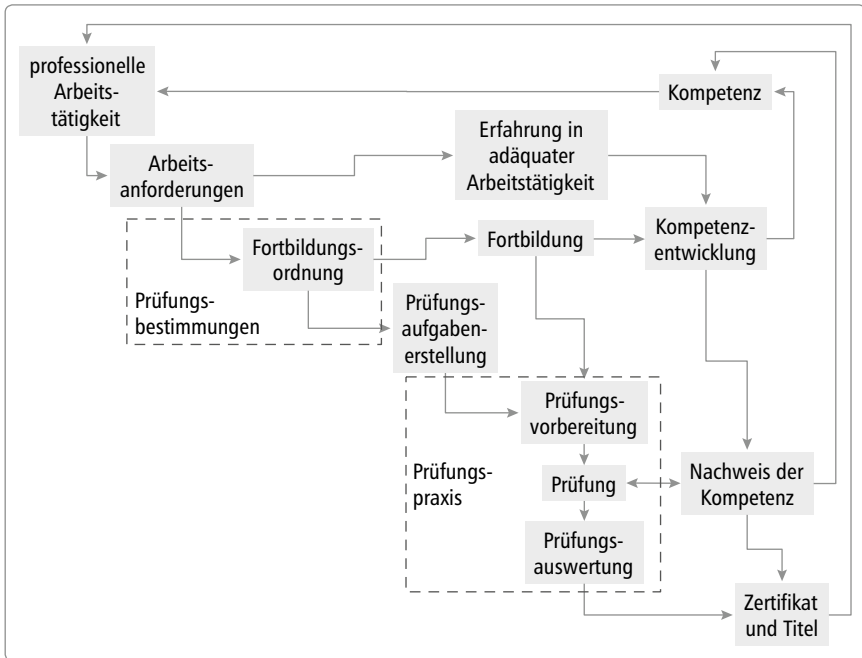 professionelle
Arbeits-
tätigkeit
Kompetenz
Arbeits-
anforderungen
Erfahrung in
adäquater
Arbeitstätigkeit
Fortbildungs-
ordnung
Prüfungs-
bestimmungen
Fortbildung
Kompetenz-
entwicklung
Prüfungs-
aufgaben-
erstellung
Prüfungs-
vorbereitung
Prüfungs-
praxis
Prüfung
Nachweis der
Kompetenz
Prüfungs-
auswertung
Zertifikat
und Titel